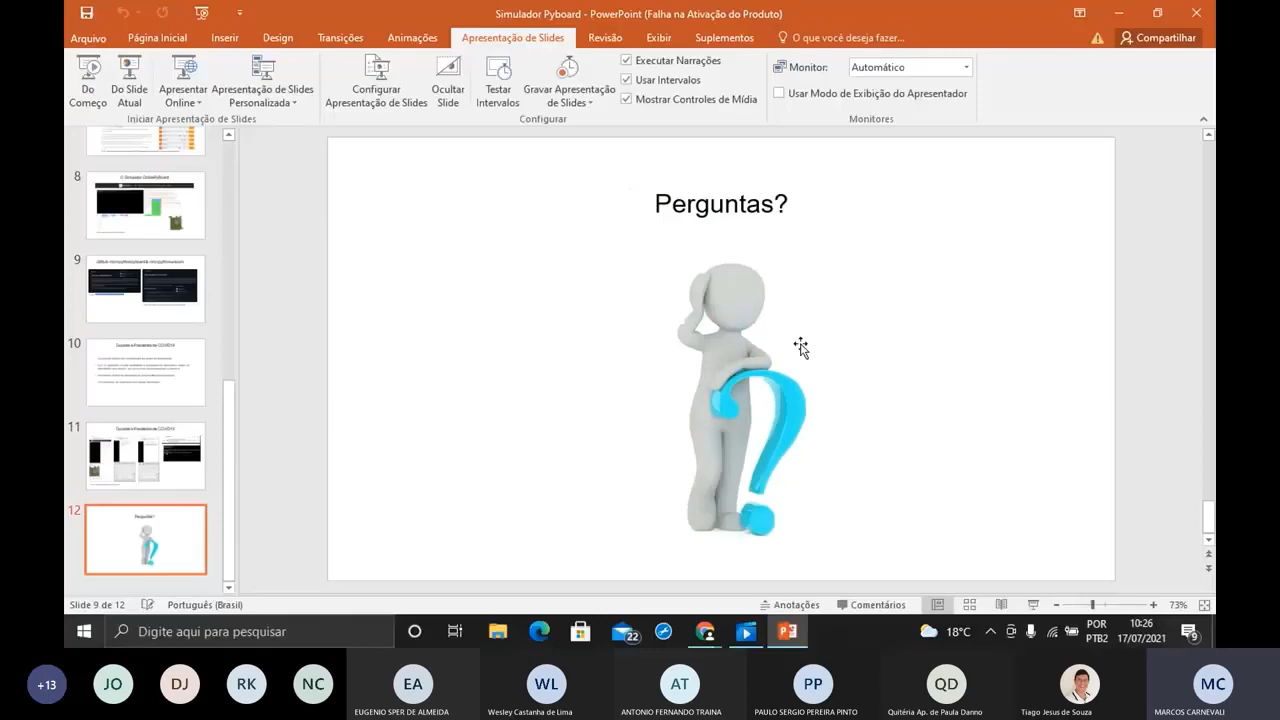 Simulador Pyboard - PowerPoint (Falha na Ativação do Produto)
Arquivo Página Inicial Inserir Design Transições Animações Apresentação de Slides Revisão Exibir Suplementos O que você deseja fazer... Compartilhar
Do Começo
Do Slide Atual
Apresentar Online
Apresentação de Slides Personalizada
Iniciar Apresentação de Slides
Configurar Apresentação de Slides
Ocultar Slide
Testar Intervalos
Gravar Apresentação de Slides
Executar Narrações
Usar Intervalos
Mostrar Controles de Mídia
Configurar
Monitor: Automático
Usar Modo de Exibição do Apresentador
Monitores
8
9
10
11
12
Perguntas?
Perguntas?
Slide 9 de 12 Português (Brasil) Anotações Comentários 73%
Digite aqui para pesquisar
22
18°C
POR
PTB2
10:26
17/07/2021
9
+13 JO DJ RK NC EA WL AT PP QD MC
EUGENIO SPER DE ALMEIDA
Wesley Castanha de Lima
ANTONIO FERNANDO TRAINA
PAULO SERGIO PEREIRA PINTO
Quitéria Ap. de Paula Danno
Tiago Jesus de Souza
MARCOS CARNEVALI